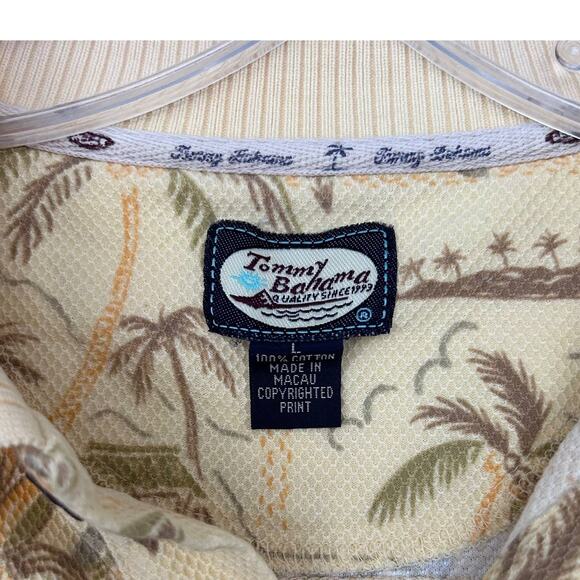 Tommy Bahama Tommy Bahama
Tommy
Bahama
QUALITY SINCE 1993
®
L
100% COTTON
MADE IN
MACAU
COPYRIGHTED
PRINT